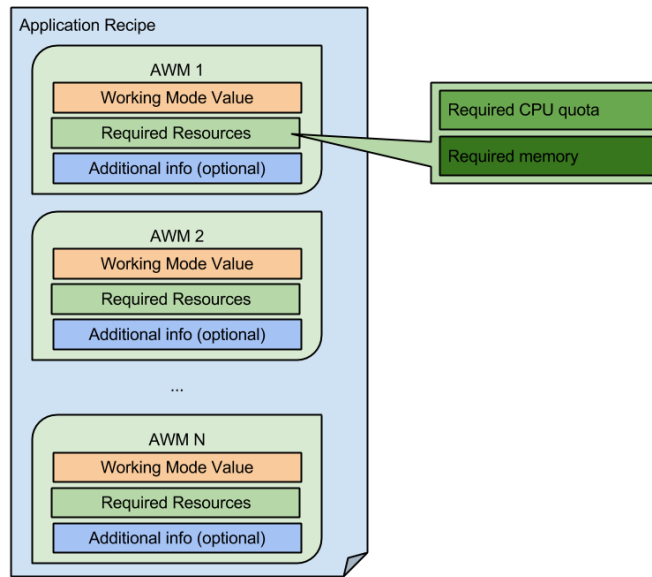 Application Recipe
AWM 1
Working Mode Value
Required Resources
Additional info (optional)
Required CPU quota
Required memory
AWM 2
Working Mode Value
Required Resources
Additional info (optional)
...
AWM N
Working Mode Value
Required Resources
Additional info (optional)